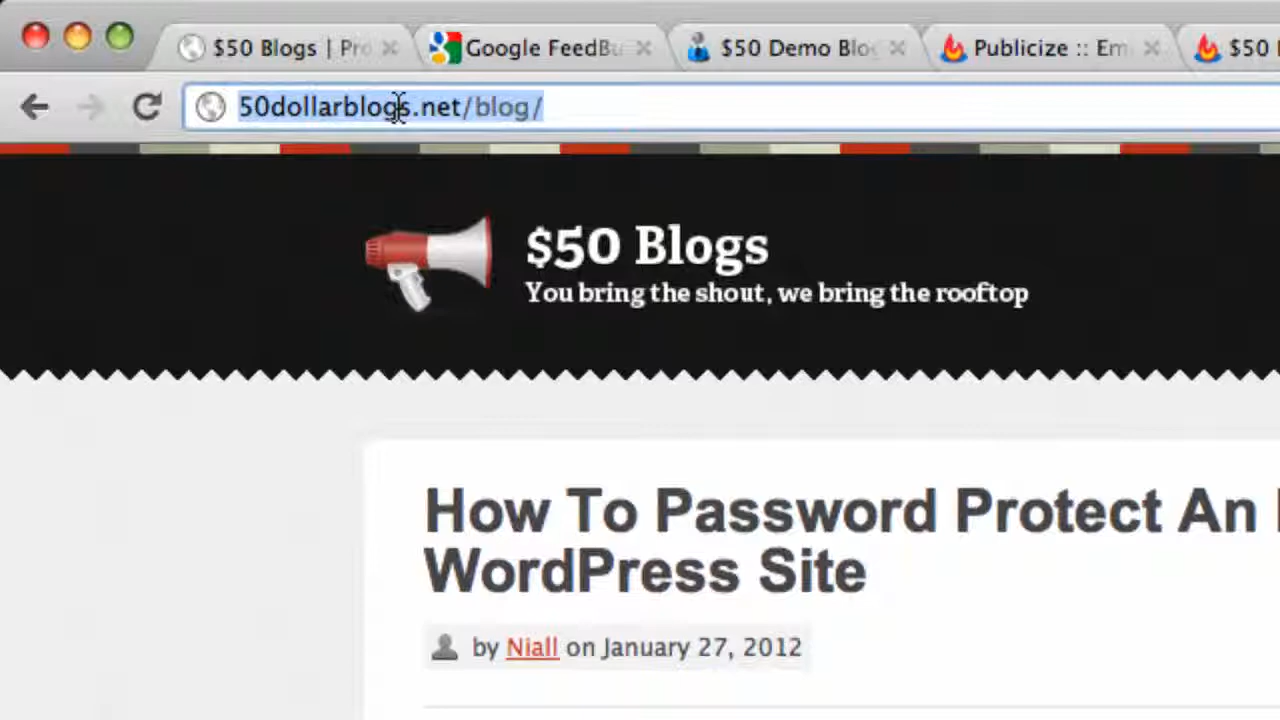 $50 Blogs | Pro
Google FeedBu
$50 Demo Blo
Publicize :: Em
$50
50dollarblogs.net/blog/
$50 Blogs
You bring the shout, we bring the rooftop
How To Password Protect An
WordPress Site
by Niall on January 27, 2012